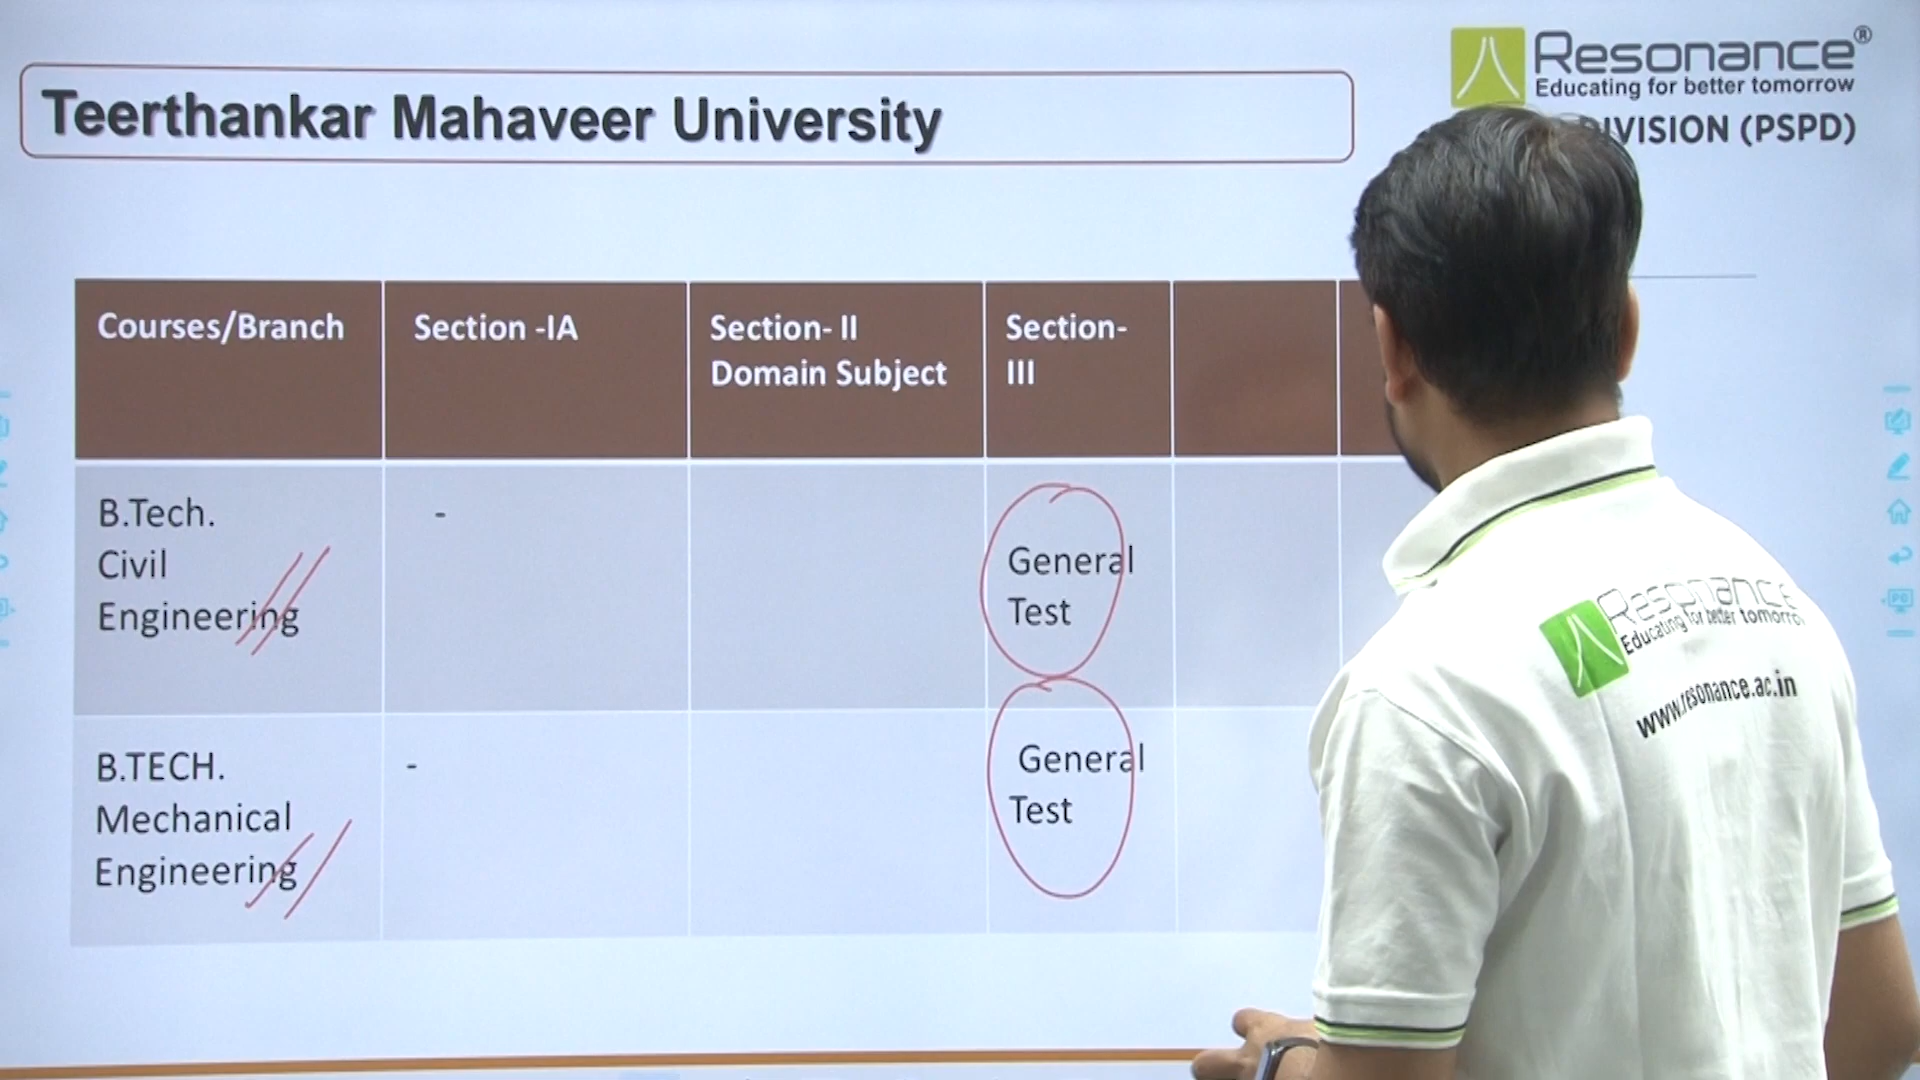 Teerthankar Mahaveer University
Resonance®
Educating for better tomorrow
DIVISION (PSPD)
Courses/Branch
Section -IA
Section- II
Domain Subject
Section-
III
B.Tech.
Civil
Engineering
-
General
Test
B.TECH.
Mechanical
Engineering
-
General
Test
Resonance
Educating for better tomorrow
www.resonance.ac.in